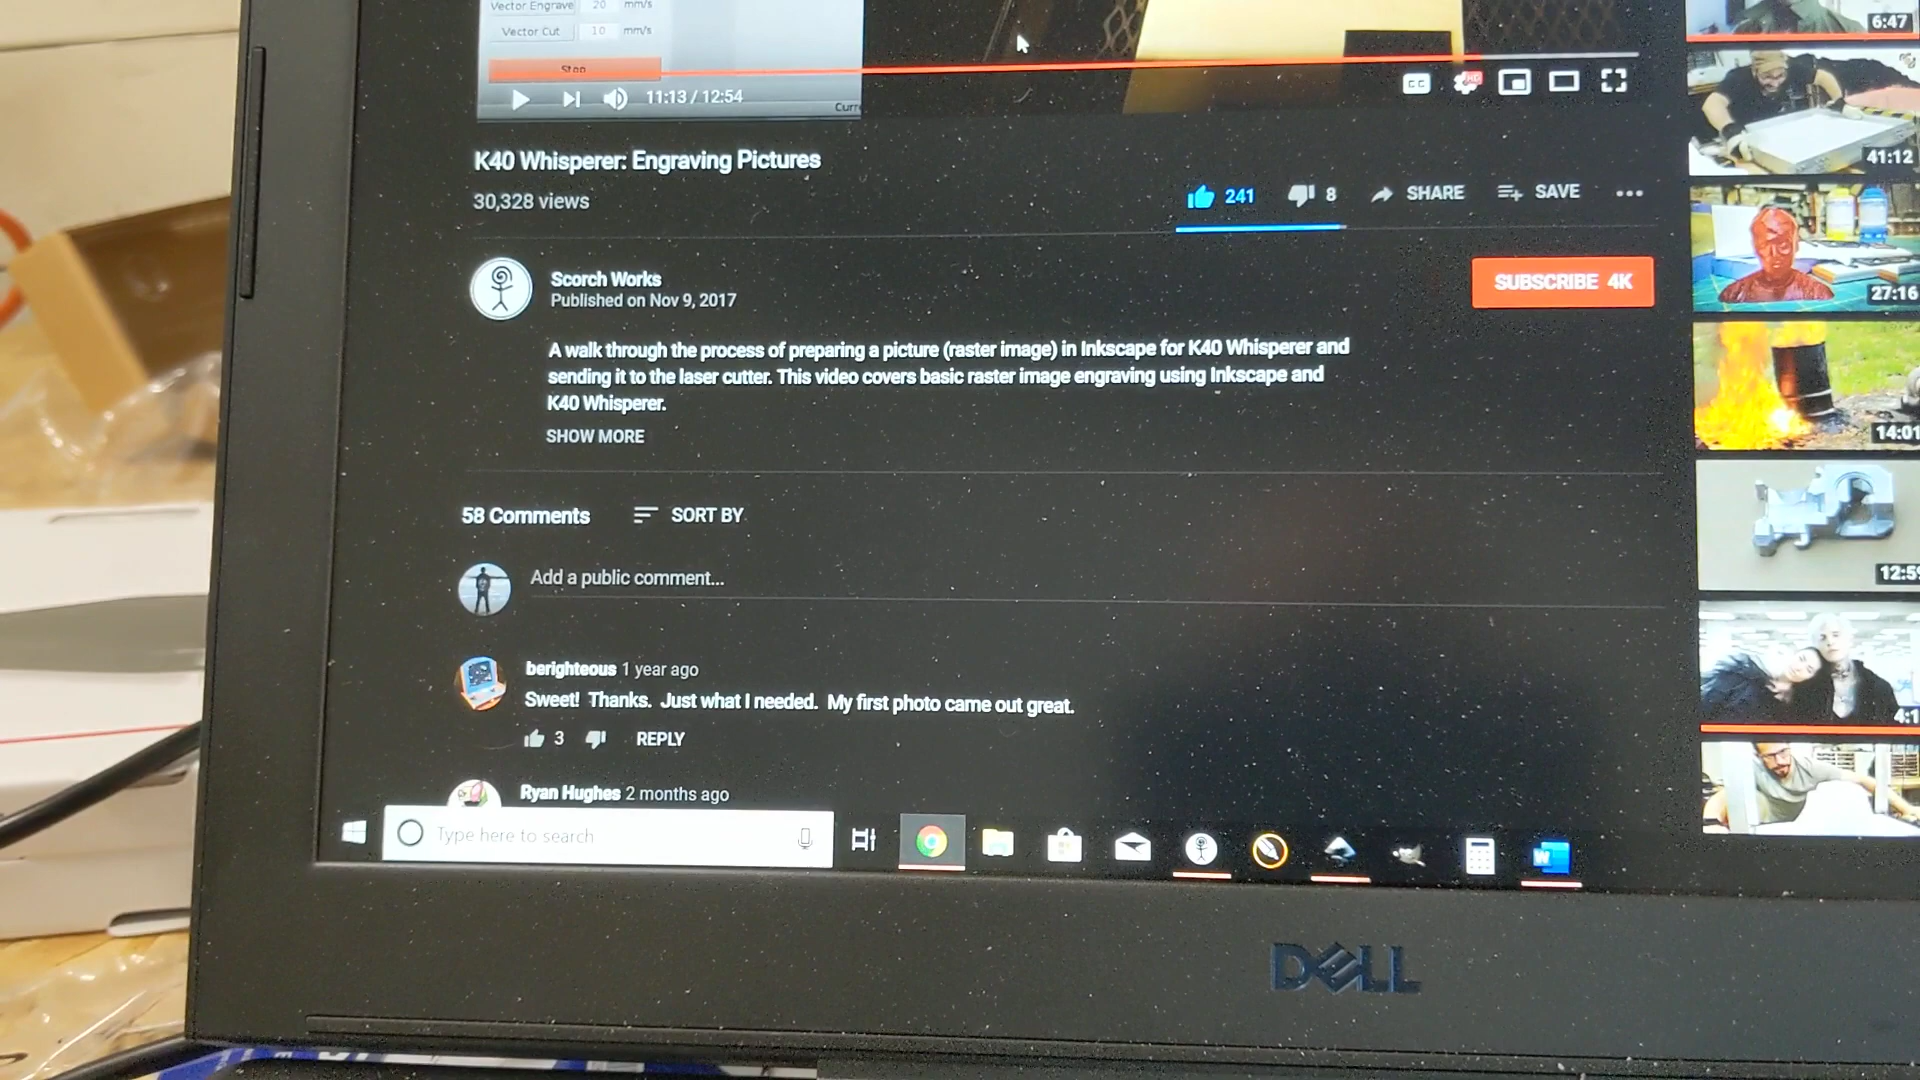 Vector Engrave 20 mm/s
6:47
Vector Cut 10 mm/s
Stop
11:13 / 12:54
CC
HD
41:12
K40 Whisperer: Engraving Pictures
30,328 views
241 8 SHARE SAVE
Scorch Works
Published on Nov 9, 2017
SUBSCRIBE 4K
27:16
A walk through the process of preparing a picture (raster image) in Inkscape for K40 Whisperer and
sending it to the laser cutter. This video covers basic raster image engraving using Inkscape and
K40 Whisperer.
SHOW MORE
14:01
58 Comments SORT BY
Add a public comment...
12:59
berighteous 1 year ago
Sweet! Thanks. Just what I needed. My first photo came out great.
3 REPLY
4:1
Ryan Hughes 2 months ago
Type here to search
W
DELL